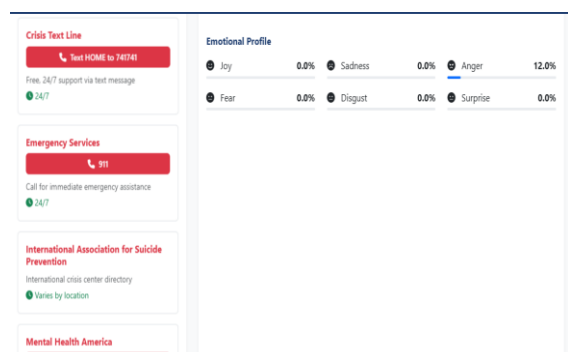 Crisis Text Line
Text HOME to 741741
Free, 24/7 support via text message
24/7
Emergency Services
911
Call for immediate emergency assistance
24/7
International Association for Suicide
Prevention
International crisis center directory
Varies by location
Mental Health America
Emotional Profile
Joy 0.0% Sadness 0.0% Anger 12.0%
Fear 0.0% Disgust 0.0% Surprise 0.0%